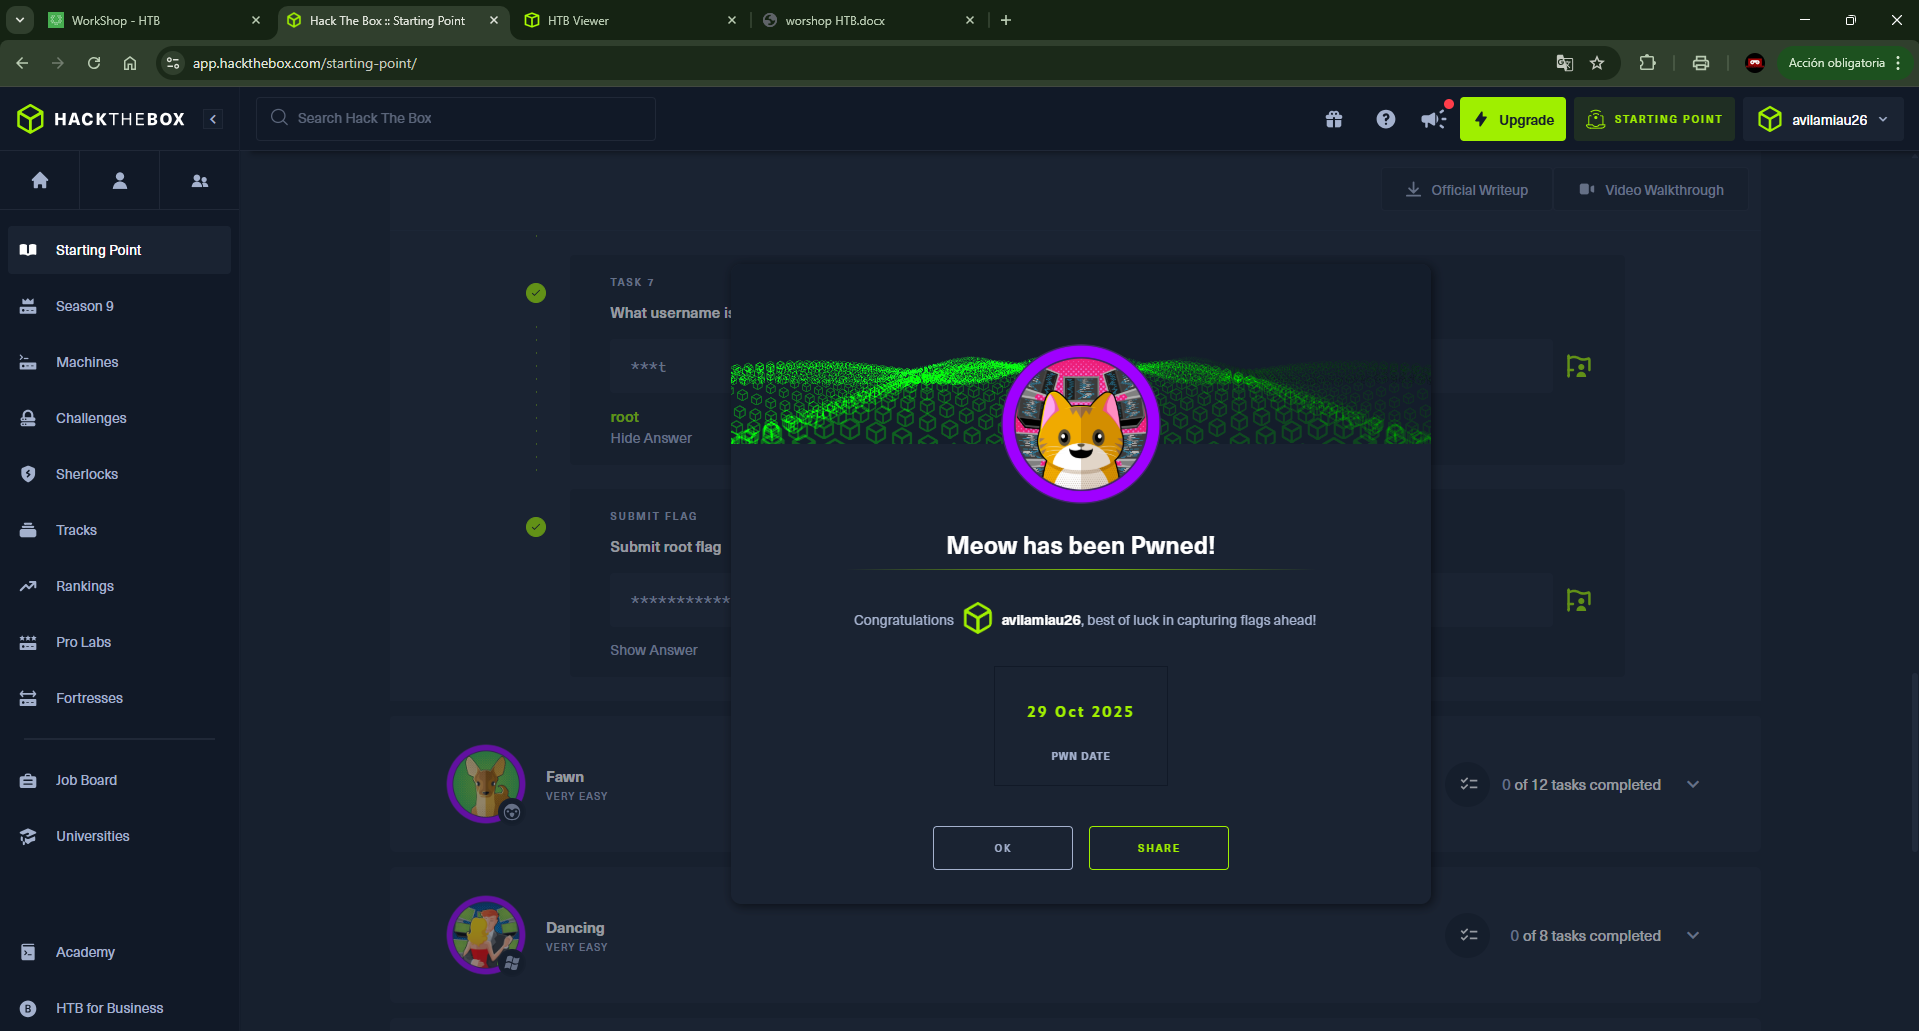 WorkShop - HTB
Hack The Box :: Starting Point
HTB Viewer
worshop HTB.docx
app.hackthebox.com/starting-point/
Acción obligatoria
HACKTHEBOX
Search Hack The Box
Upgrade
STARTING POINT
avilamiau26
Official Writeup
Video Walkthrough
Starting Point
Season 9
Machines
Challenges
Sherlocks
Tracks
Rankings
Pro Labs
Fortresses
Job Board
Universities
Academy
B
HTB for Business
TASK 7
What username is
***t
root
Hide Answer
SUBMIT FLAG
Submit root flag
***********
Show Answer
Meow has been Pwned!
Congratulations avilamiau26, best of luck in capturing flags ahead!
29 Oct 2025
PWN DATE
OK
SHARE
Fawn
VERY EASY
0 of 12 tasks completed
Dancing
VERY EASY
0 of 8 tasks completed